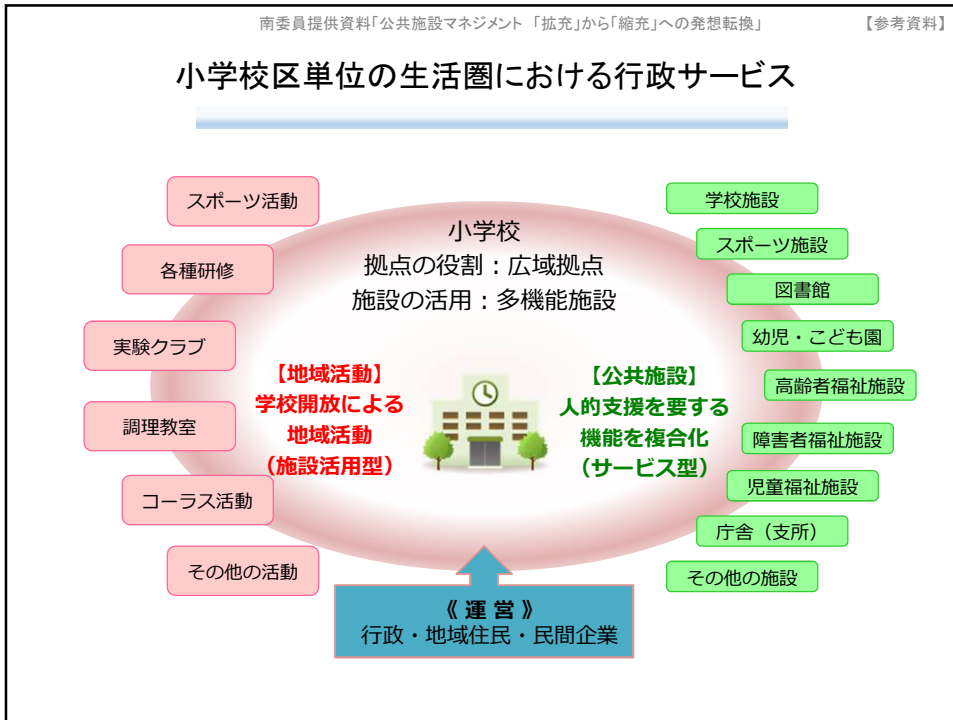 南委員提供資料「公共施設マネジメント 「拡充」から「縮充」への発想転換」
【参考資料】
小学校区単位の生活圏における行政サービス
小学校
拠点の役割：広域拠点
施設の活用：多機能施設
スポーツ活動
各種研修
実験クラブ
調理教室
コーラス活動
その他の活動
【地域活動】
学校開放による
地域活動
（施設活用型）
【公共施設】
人的支援を要する
機能を複合化
（サービス型）
学校施設
スポーツ施設
図書館
幼児・こども園
高齢者福祉施設
障害者福祉施設
児童福祉施設
庁舎（支所）
その他の施設
《 運 営 》
行政・地域住民・民間企業